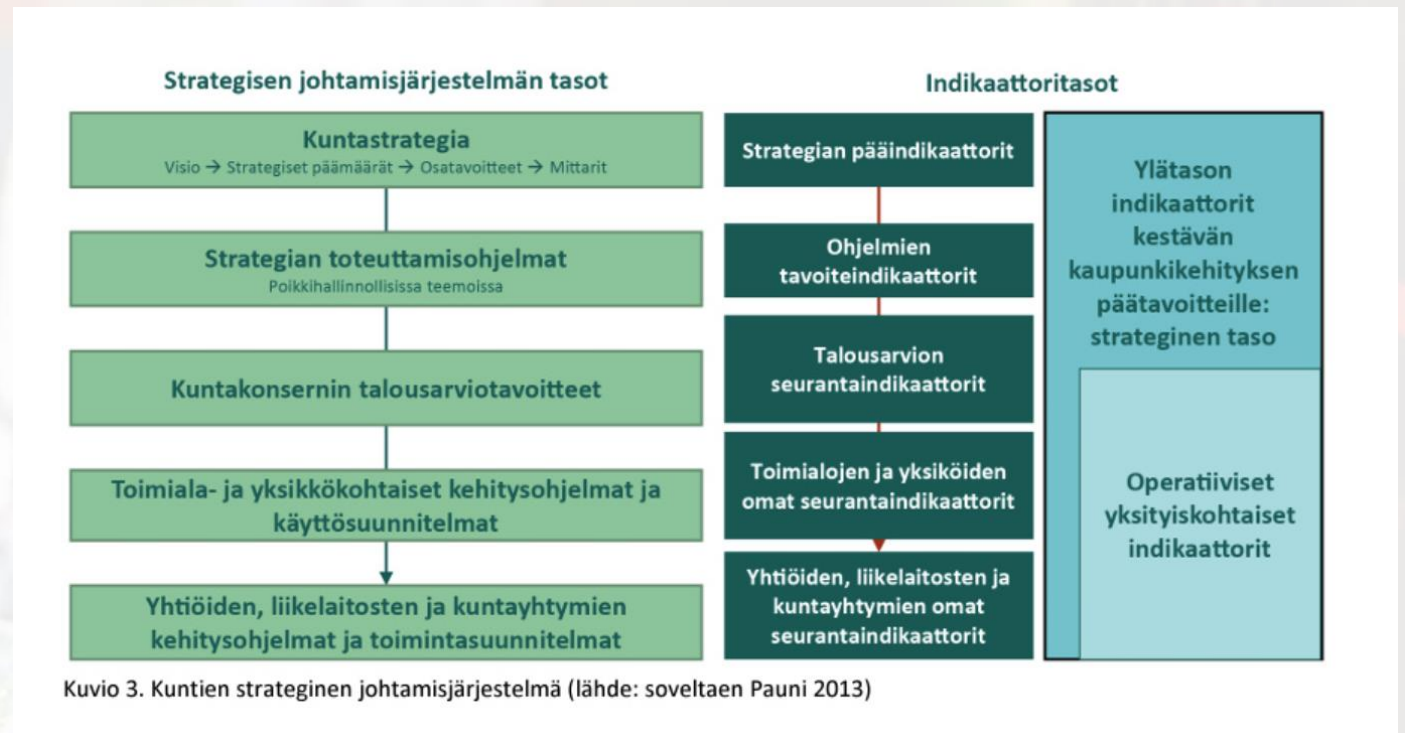 Strategisen johtamisjärjestelmän tasot
Kuntastrategia
Visio → Strategiset päämäärät → Osatavoitteet → Mittarit
Strategian toteuttamisohjelmat
Poikkihallinnollisissa teemoissa
Kuntakonsernin talousarviotavoitteet
Toimiala- ja yksikkökohtaiset kehitysohjelmat ja
käyttösuunnitelmat
Yhtiöiden, liikelaitosten ja kuntayhtymien
kehitysohjelmat ja toimintasuunnitelmat
Indikaattoritasot
Strategian pääindikaattorit
Ohjelmien
tavoiteindikaattorit
Talousarvion
seurantaindikaattorit
Toimialojen ja yksiköiden
omat seurantaindikaattorit
Yhtiöiden, liikelaitosten ja
kuntayhtymien omat
seurantaindikaattorit
Ylätason
indikaattorit
kestävän
kaupunkikehityksen
päätavoitteille:
strateginen taso
Operatiiviset
yksityiskohtaiset
indikaattorit
Kuvio 3. Kuntien strateginen johtamisjärjestelmä (lähde: soveltaen Pauni 2013)